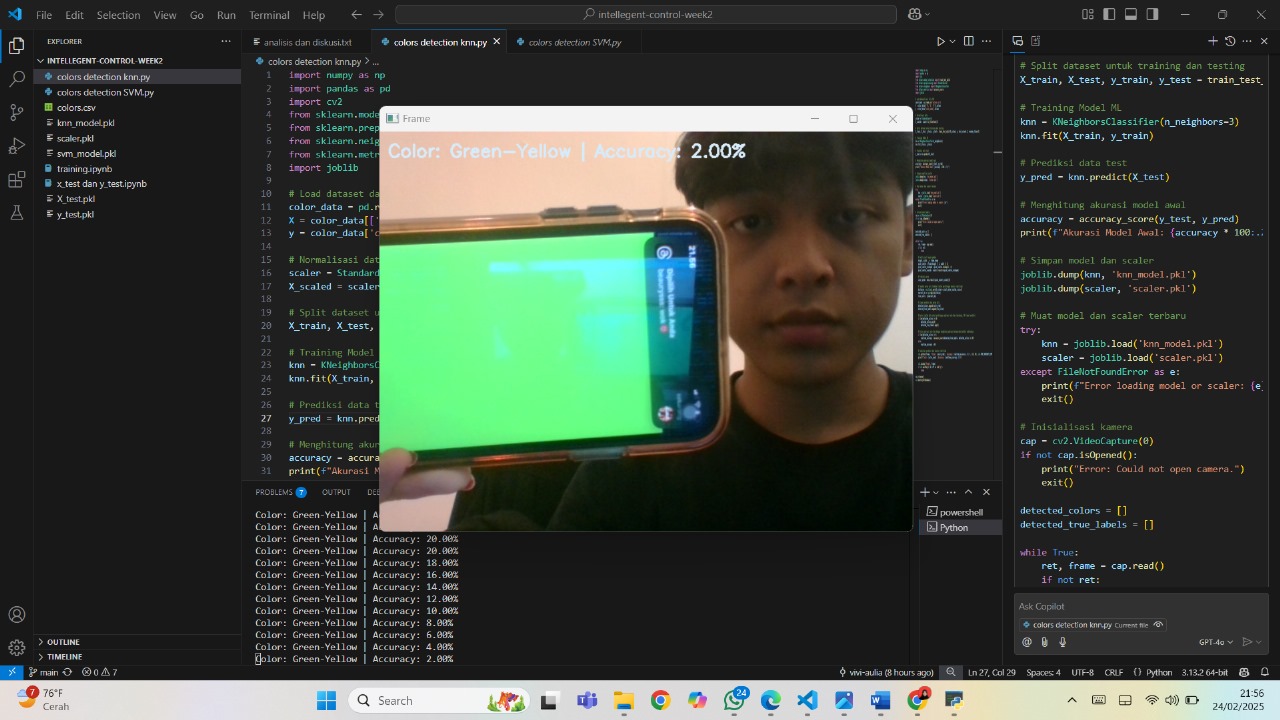 File Edit Selection View Go Run Terminal Help
intellegent-control-week2
EXPLORER
INTELLEGENT-CONTROL-WEEK2
colors detection knn.py
colors detection SVM.py
colors.csv
knn_model.pkl
scaler.pkl
svm_model.pkl
training.ipynb
x_test dan y_test.ipynb
x_test.pkl
y_test.pkl
OUTLINE
TIMELINE
analisis dan diskusi.txt
colors detection knn.py
colors detection SVM.py
colors detection knn.py > ...
1 import numpy as np
2 import pandas as pd
3 import cv2
4 from sklearn.mode
5 from sklearn.prep
6 from sklearn.neig
7 from sklearn.metr
8 import joblib
9
10 # Load dataset da
11 color_data = pd.r
12 X = color_data[['
13 y = color_data['c
14
15 # Normalisasi dat
16 scaler = Standard
17 X_scaled = scaler
18
19 # Split dataset u
20 X_train, X_test,
21
22 # Training Model
23 knn = KNeighborsC
24 knn.fit(X_train,
25
26 # Prediksi data t
27 y_pred = knn.pred
28
29 # Menghitung akur
30 accuracy = accura
31 print(f"Akurasi M
Frame
Color: Green-Yellow | Accuracy: 2.00%
21.56
PROBLEMS 7 OUTPUT DEB
Color: Green-Yellow | A
Color: Green-Yellow | A
Color: Green-Yellow | Accuracy: 20.00%
Color: Green-Yellow | Accuracy: 20.00%
Color: Green-Yellow | Accuracy: 18.00%
Color: Green-Yellow | Accuracy: 16.00%
Color: Green-Yellow | Accuracy: 14.00%
Color: Green-Yellow | Accuracy: 12.00%
Color: Green-Yellow | Accuracy: 10.00%
Color: Green-Yellow | Accuracy: 8.00%
Color: Green-Yellow | Accuracy: 6.00%
Color: Green-Yellow | Accuracy: 4.00%
Color: Green-Yellow | Accuracy: 2.00%
powershell
Python
# Split dataset untuk training dan testing
X_train, X_test, y_train, y_test = train_test
# Training Model ML
knn = KNeighborsClassifier(n_neighbors=3)
knn.fit(X_train, y_train)
# Prediksi data test
y_pred = knn.predict(X_test)
# Menghitung akurasi model awal
accuracy = accuracy_score(y_test, y_pred)
print(f"Akurasi Model Awal: {accuracy * 100:..
# Simpan model dan scaler
joblib.dump(knn, 'knn_model.pkl')
joblib.dump(scaler, 'scaler.pkl')
# Muat model dan scaler terbaru
try:
knn = joblib.load('knn_model.pkl')
scaler = joblib.load('scaler.pkl')
except FileNotFoundError as e:
print(f"Error loading model or scaler: {e
exit()
# Inisialisasi kamera
cap = cv2.VideoCapture(0)
if not cap.isOpened():
print("Error: Could not open camera.")
exit()
detected_colors = []
detected_true_labels = []
while True:
ret, frame = cap.read()
if not ret:
Ask Copilot
colors detection knn.py Current file
GPT-4o
main 0 7
vivi-aulia (8 hours ago) Ln 27, Col 29 Spaces: 4 UTF-8 CRLF Python 3.13.2 64-bit
7
76°F
Cerah
Search
24
21:56
24/02/2025